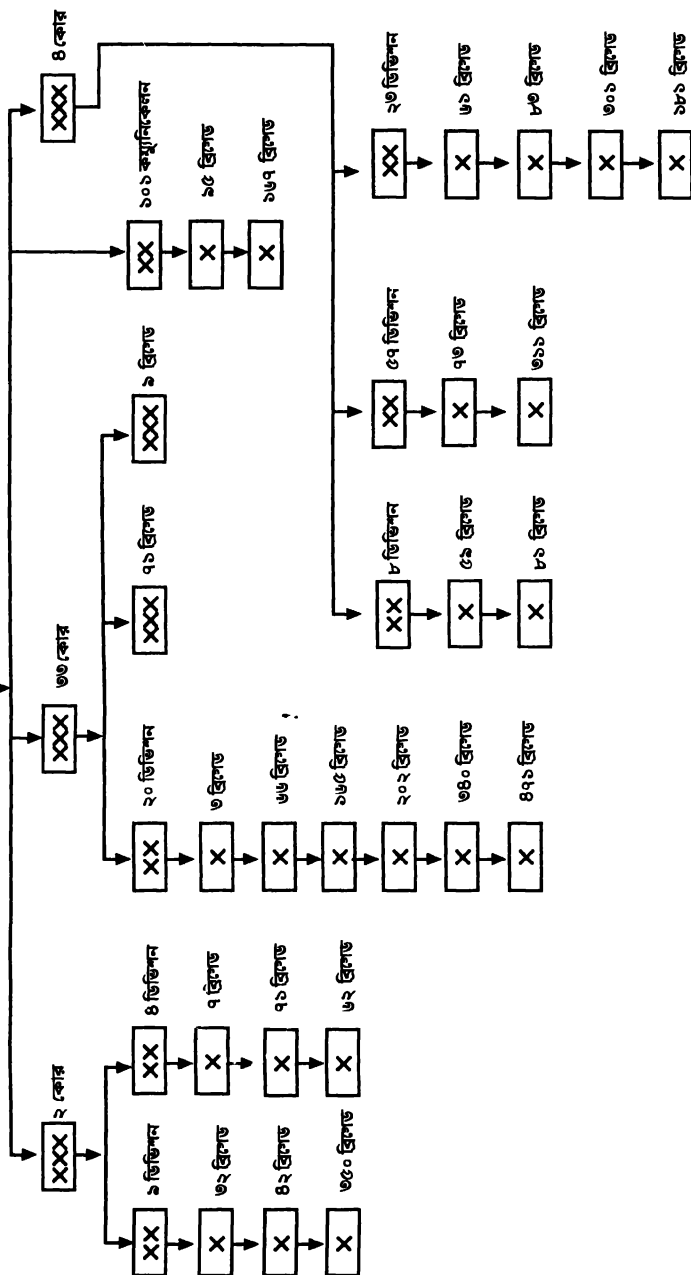 ২ কোর
৩৩ কোর
৪ কোর
৯ ডিভিশন
৩২ ব্রিগেড
৪২ ব্রিগেড
৩৫০ ব্রিগেড
৪ ডিভিশন
৭ ব্রিগেড
৭১ ব্রিগেড
৬২ ব্রিগেড
২০ ডিভিশন
৩ ব্রিগেড
৬৬ ব্রিগেড
১৬৫ ব্রিগেড
২০২ ব্রিগেড
৩৪০ ব্রিগেড
৪৭১ ব্রিগেড
৭১ ব্রিগেড
৯ ব্রিগেড
১০১ কম্যুনিকেশন
৯৫ ব্রিগেড
১৬৭ ব্রিগেড
৮ ডিভিশন
৫৯ ব্রিগেড
৮১ ব্রিগেড
৫৭ ডিভিশন
৭৩ ব্রিগেড
৩১১ ব্রিগেড
২৩ ডিভিশন
৬১ ব্রিগেড
৮৩ ব্রিগেড
৩০১ ব্রিগেড
১৮১ ব্রিগেড